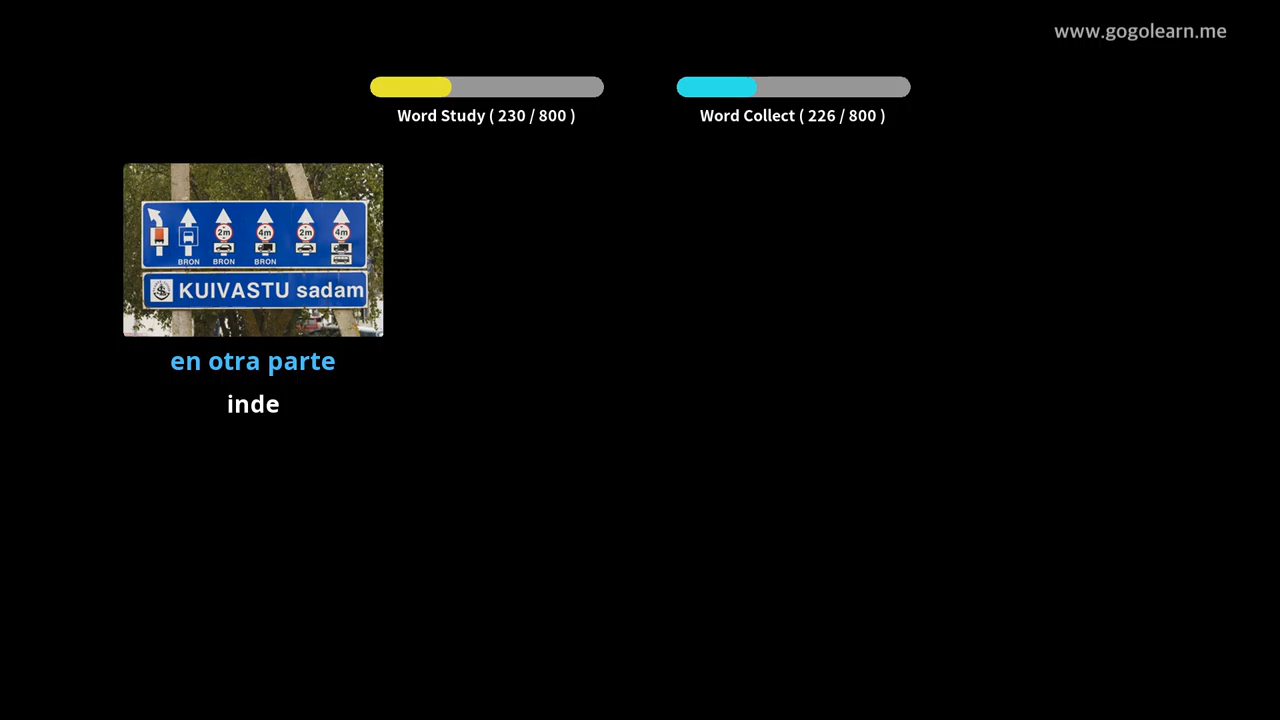 www.gogolearn.me
Word Study ( 230 / 800 )
Word Collect ( 226 / 800 )
2m 4m 2m 4m
BRON BRON BRON
KUIVASTU sadam
en otra parte
inde